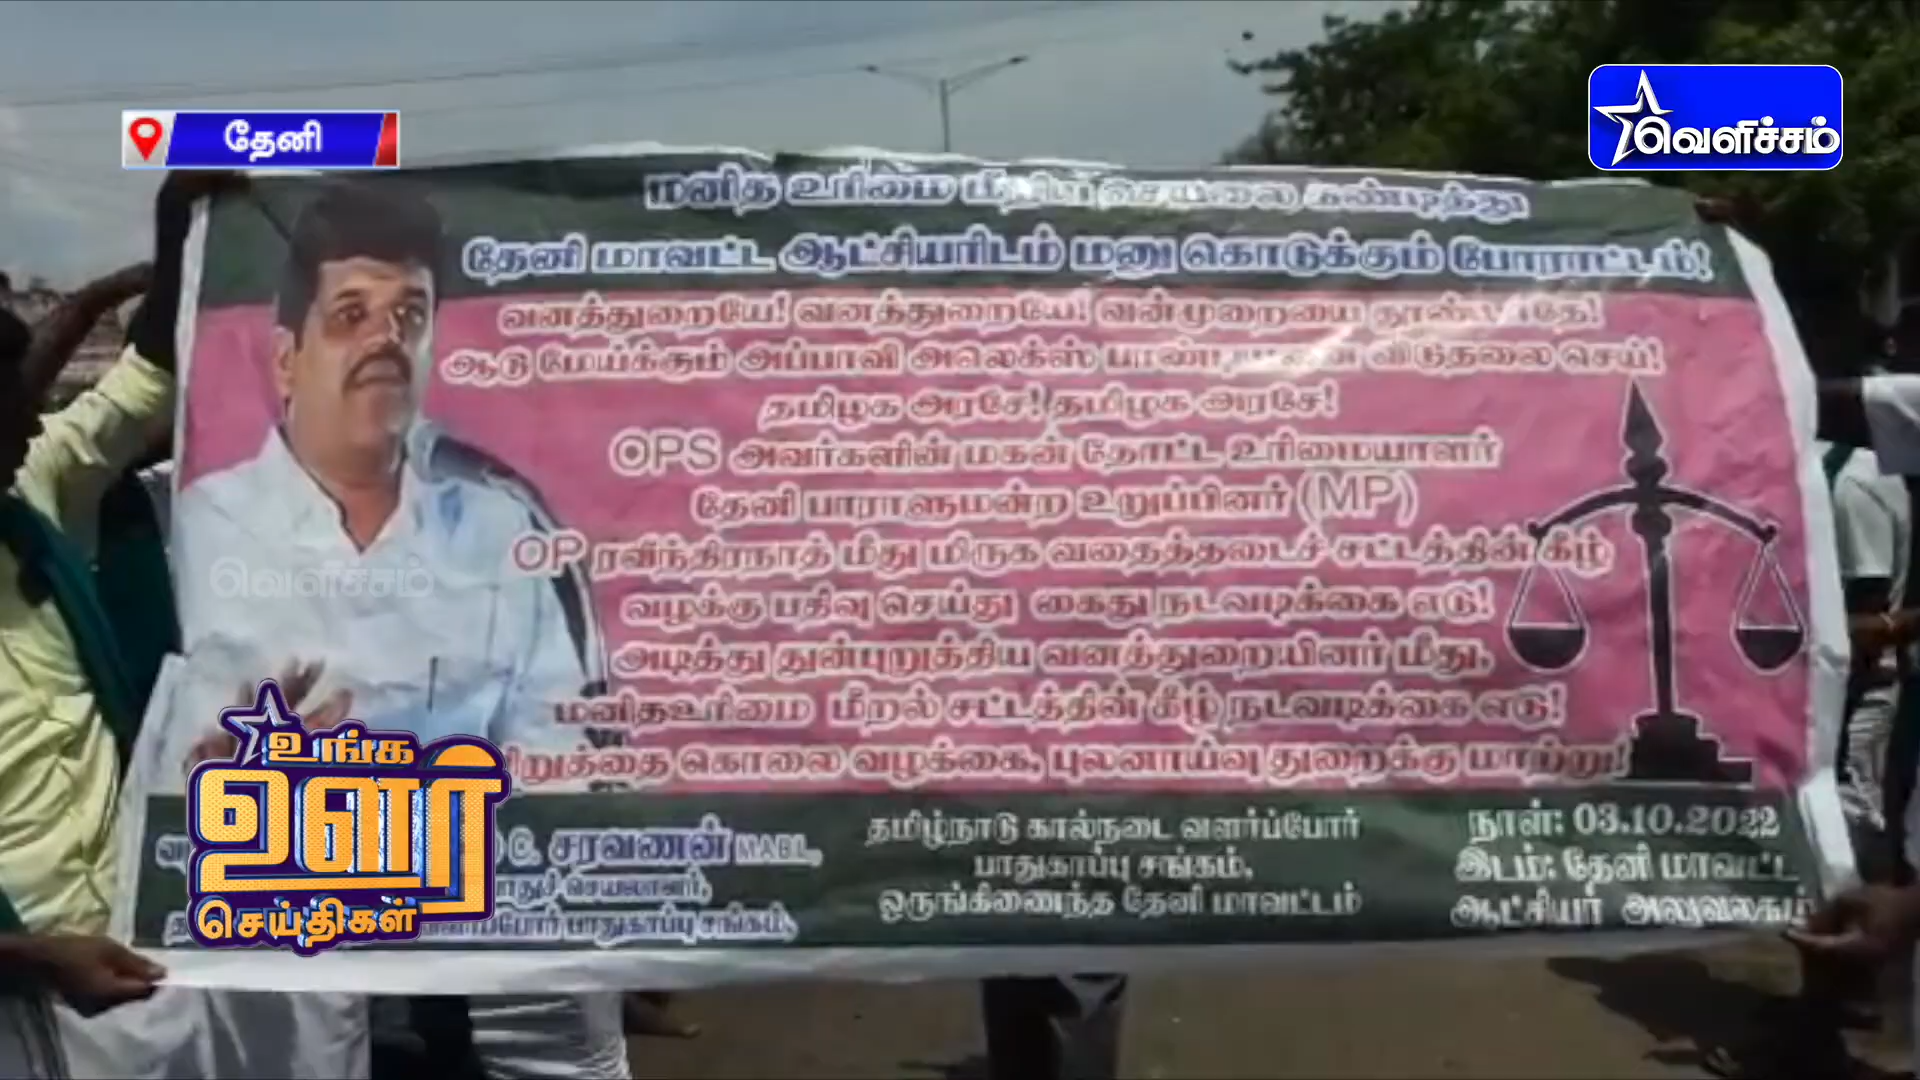 தேனி
வெளிச்சம்
மனித உரிமை மீறிய செயலை கண்டித்து
தேனி மாவட்ட ஆட்சியரிடம் மனு கொடுக்கும் போராட்டம்!
வனத்துறையே! வனத்துறையே! வன்முறையை
ஆடு மேய்க்கும் அப்பாவி அலெக்ஸ் விடுதலை செய்!
தமிழக அரசே! தமிழக அரசே!
OPS அவர்களின் மகன் தோட்ட உரிமையாளர்
தேனி பாராளுமன்ற உறுப்பினர் (MP)
OP ரவீந்திரநாத் மீது மிருக வதைத்தடைச் சட்டத்தின் கீழ்
வழக்கு பதிவு செய்து கைது நடவடிக்கை எடு!
அடித்து துன்புறுத்திய வனத்துறையினர் மீது,
மனிதஉரிமை மீறல் சட்டத்தின் கீழ் நடவடிக்கை எடு!
கொலை வழக்கை, புலனாய்வு துறைக்கு மாற்று!
வெளிச்சம்
C. சரவணன் MABL,
பாதுகாப்பு சங்கம்,
தமிழ்நாடு கால்நடை வளர்ப்போர்
பாதுகாப்பு சங்கம்,
ஒருங்கிணைந்த தேனி மாவட்டம்
நாள்: 03.10.2022
இடம்: தேனி மாவட்ட
ஆட்சியர் அலுவலகம்
உங்க
ஊர்
செய்திகள்